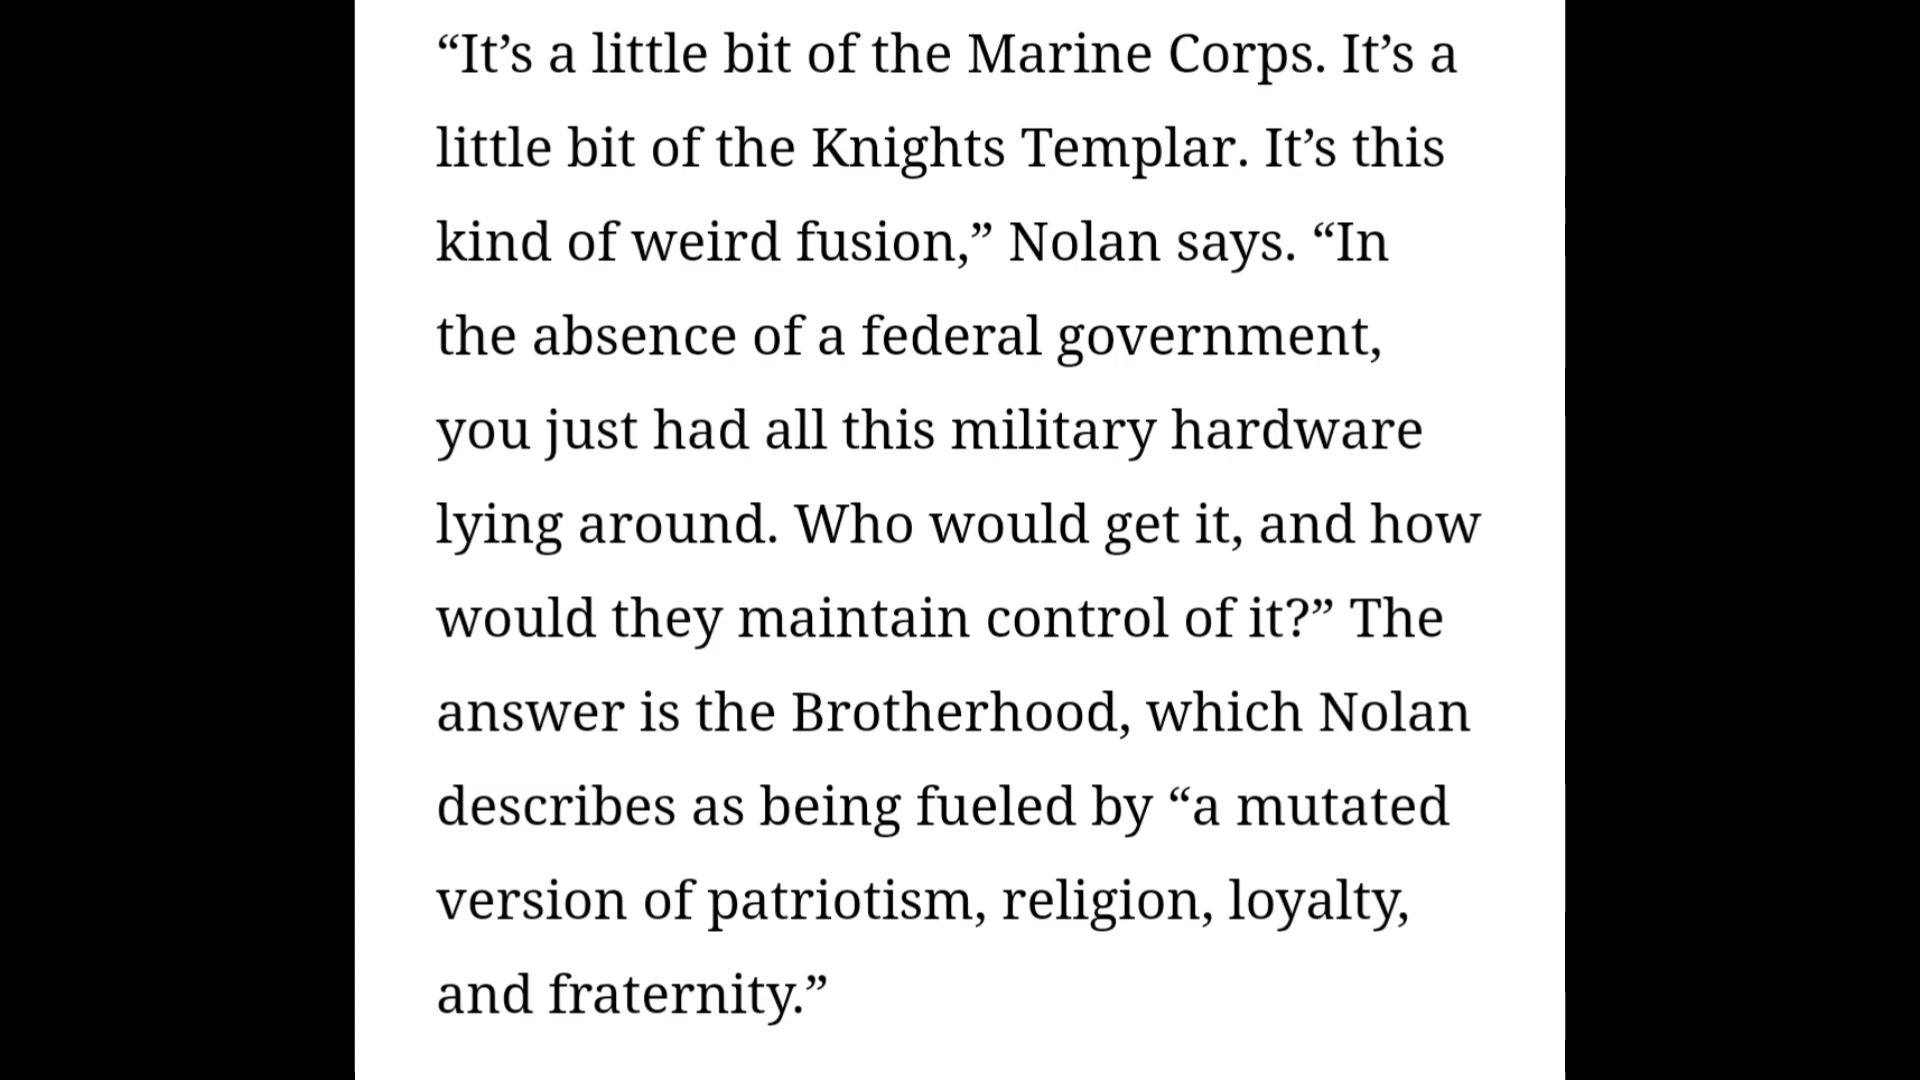 “It’s a little bit of the Marine Corps. It’s a
little bit of the Knights Templar. It’s this
kind of weird fusion,” Nolan says. “In
the absence of a federal government,
you just had all this military hardware
lying around. Who would get it, and how
would they maintain control of it?” The
answer is the Brotherhood, which Nolan
describes as being fueled by “a mutated
version of patriotism, religion, loyalty,
and fraternity.”